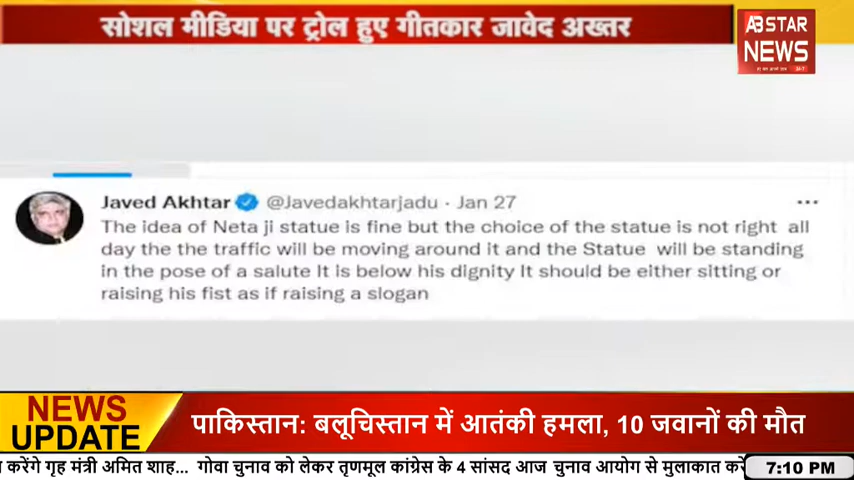 सोशल मीडिया पर ट्रोल हुए गीतकार जावेद अख्तर
AB STAR
NEWS
Javed Akhtar @Javedakhtarjadu · Jan 27
The idea of Neta ji statue is fine but the choice of the statue is not right all
day the the traffic will be moving around it and the Statue will be standing
in the pose of a salute It is below his dignity It should be either sitting or
raising his fist as if raising a slogan
NEWS
UPDATE
पाकिस्तान: बलूचिस्तान में आतंकी हमला, 10 जवानों की मौत
करेंगे गृह मंत्री अमित शाह... गोवा चुनाव को लेकर तृणमूल कांग्रेस के 4 सांसद आज चुनाव आयोग से मुलाकात करें
7:10 PM